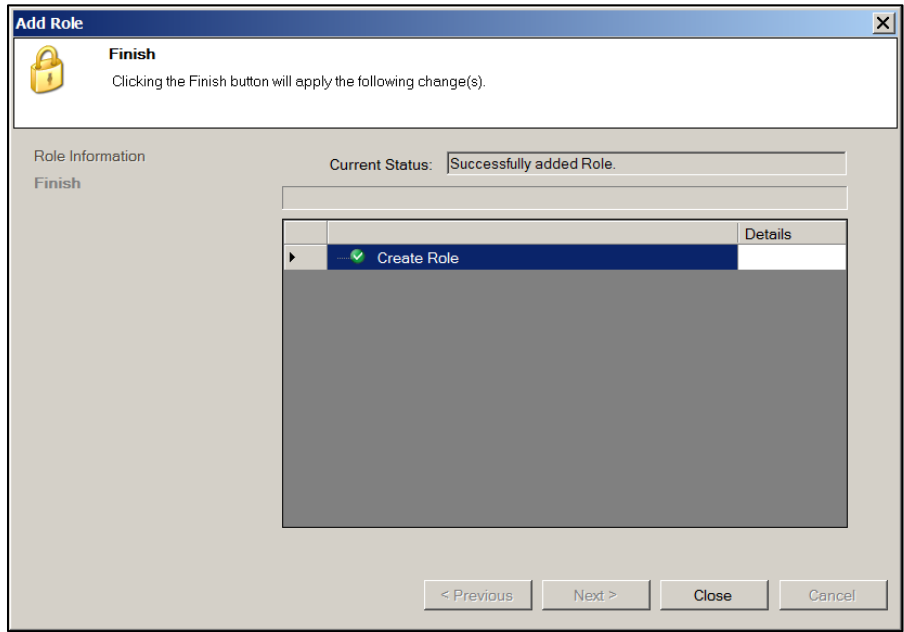 Add Role
Finish
Clicking the Finish button will apply the following change(s).
Role Information
Finish
Current Status: Successfully added Role.
Details
Create Role
< Previous Next > Close Cancel